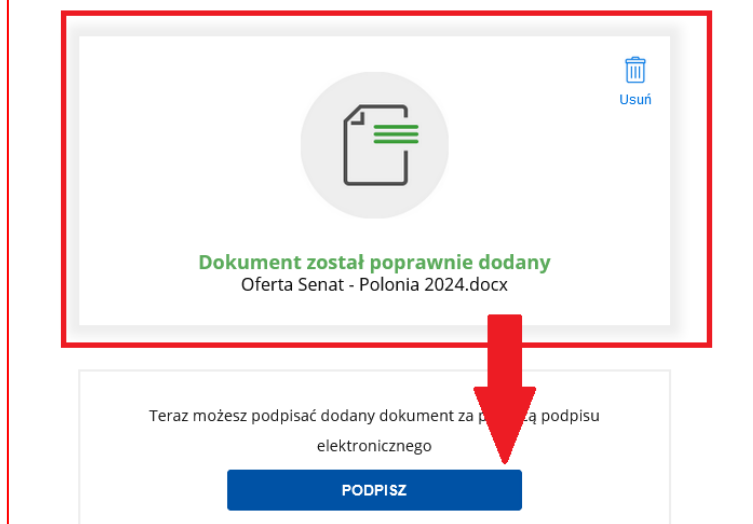 Usuń
Dokument został poprawnie dodany
Oferta Senat - Polonia 2024.docx
Teraz możesz podpisać dodany dokument za podpisu
elektronicznego
PODPISZ